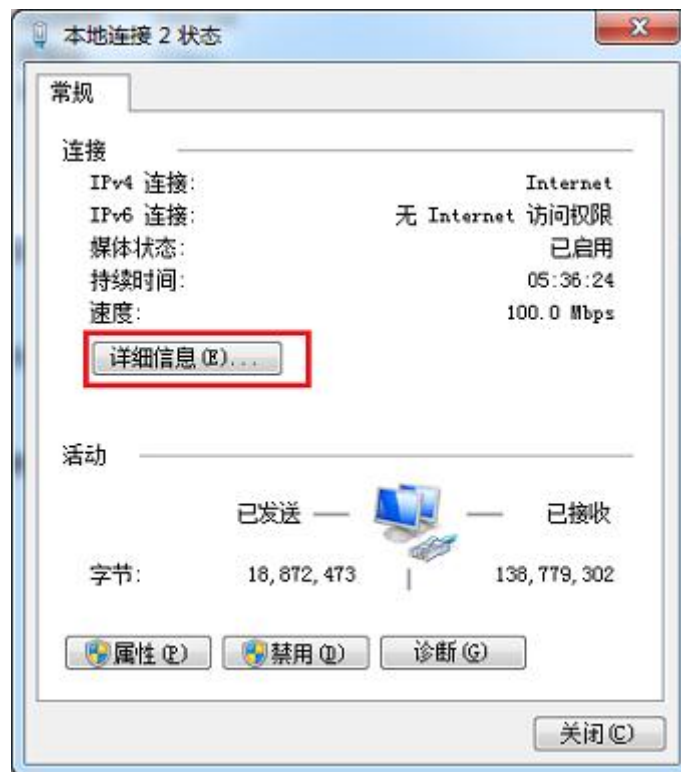 本地连接 2 状态
常规
连接
IPv4 连接: Internet
IPv6 连接: 无 Internet 访问权限
媒体状态: 已启用
持续时间: 05:36:24
速度: 100.0 Mbps
详细信息(E)...
活动
已发送 — — 已接收
字节: 18,872,473 | 138,779,302
属性(P) 禁用(D) 诊断(G)
关闭(C)